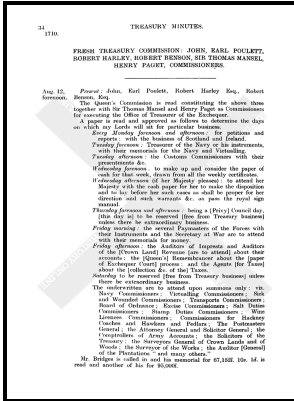 34
TREASURY MINUTES.
1710.
FRESH TREASURY COMMISSION: JOHN, EARL POULETT,
ROBERT HARLEY, ROBERT BENSON, SIR THOMAS MANSEL,
HENRY PAGET, COMMISSIONERS.
Aug. 12, Present: John, Earl Poulett, Robert Harley Esq., Robert
forenoon. Benson, Esq.
The Queen's Commission is read constituting the above three
together with Sir Thomas Mansel and Henry Paget as Commissioners
for executing the Office of Treasurer of the Exchequer.
A paper is read and approved as follows to determine the days
on which my Lords will sit for particular business.
Every Monday forenoon and afternoon: for petitions and
reports: with the business of Scotland and Ireland.
Tuesday forenoon: Treasurer of the Navy or his instruments,
with their memorials for the Navy and Victualling.
Tuesday afternoon: the Customs Commissioners with their
presentments &c.
Wednesday forenoon: to make up and consider the paper of
cash for that week, drawn from all the weekly certificates.
Wednesday afternoon (if her Majesty pleases): to attend her
Majesty with the cash paper for her to make the disposition
and to lay before her such cases as shall be proper for her
direction and such warrants &c. as pass the royal sign
manual.
Thursday forenoon and afternoon: being a [Privy] Council day,
[this day] is to be reserved [free from Treasury business]
unless there be extraordinary business.
Friday morning: the several Paymasters of the Forces with
their Instruments and the Secretary at War are to attend
with their memorials for money.
Friday afternoon: the Auditors of Imprests and Auditors
of the [Crown Land] Revenue [are to attend] about their
accounts: the [Queen's] Remembrancer about the [paper
of Exchequer Court] process: and the Agents [for Taxes]
about the [collection &c. of the] Taxes.
Saturday to be reserved [free from Treasury business] unless
there be extraordinary business.
The underwritten are to attend upon summons only: viz.
Navy Commissioners; Victualling Commissioners; Sick
and Wounded Commissioners; Transports Commissioners;
Board of Ordnance; Excise Commissioners; Salt Duties
Commissioners; Stamp Duties Commissioners; Wine
Licences Commissioners; Commissioners for Hackney
Coaches and Hawkers and Pedlars; The Postmasters
General; the Attorney General and Solicitor General; the
Comptrollers of Army Accounts; the Solicitors of the
Treasury; the Surveyors General of Crown Lands and of
Woods; the Surveyor of the Works; the Auditor [General]
of the Plantations "and many others."
Mr. Bridges is called in and his memorial for 67,152l. 10s. 1d. is
read and another of his for 95,000l.